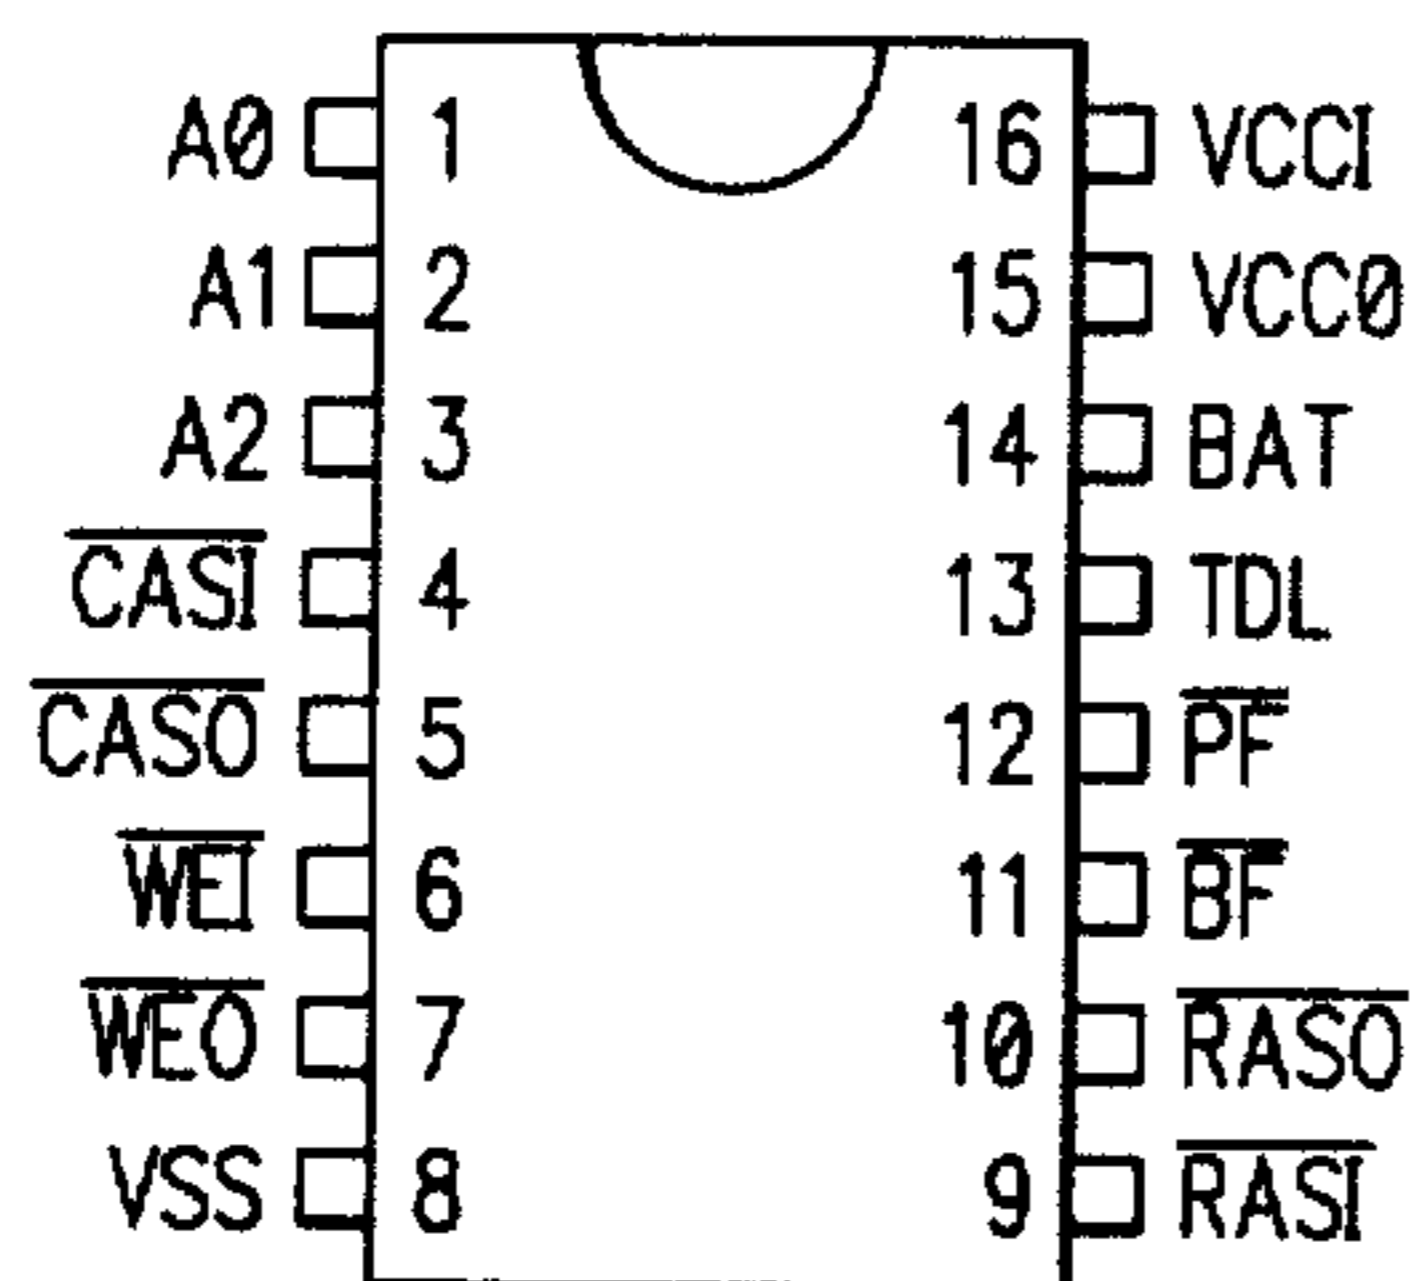 A0 1 16 VCCI
A1 2 15 VCC0
A2 3 14 BAT
CASI 4 13 TDL
CASO 5 12 PF
WEI 6 11 BF
WEO 7 10 RASO
VSS 8 9 RASI